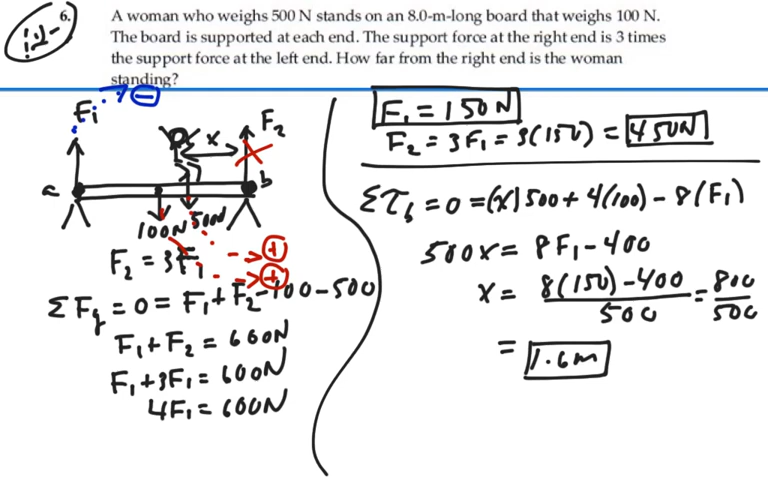 12-6.
A woman who weighs 500 N stands on an 8.0-m-long board that weighs 100 N.
The board is supported at each end. The support force at the right end is 3 times
the support force at the left end. How far from the right end is the woman
standing?
F₁ ⊖
x F₂
a b
100N 500N
F₂ = 3F₁ ⊕
⊕
ΣFy = 0 = F₁ + F₂ - 100 - 500
F₁ + F₂ = 600N
F₁ + 3F₁ = 600N
4F₁ = 600N
F₁ = 150N
F₂ = 3F₁ = 3(150) = 450N
Στb = 0 = (x)500 + 4(100) - 8(F₁)
500x = 8F₁ - 400
x = 8(150) - 400 / 500 = 800 / 500
= 1.6m